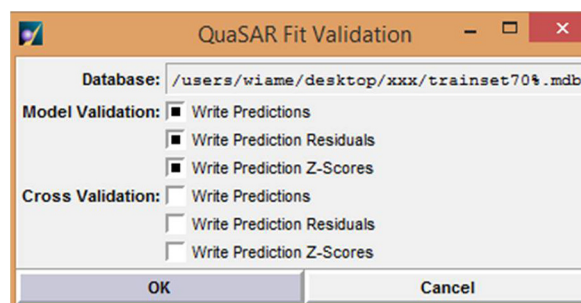 QuaSAR Fit Validation
Database: /users/wiame/desktop/xxx/trainset70%.mdb
Model Validation: Write Predictions
Write Prediction Residuals
Write Prediction Z-Scores
Cross Validation: Write Predictions
Write Prediction Residuals
Write Prediction Z-Scores
OK Cancel